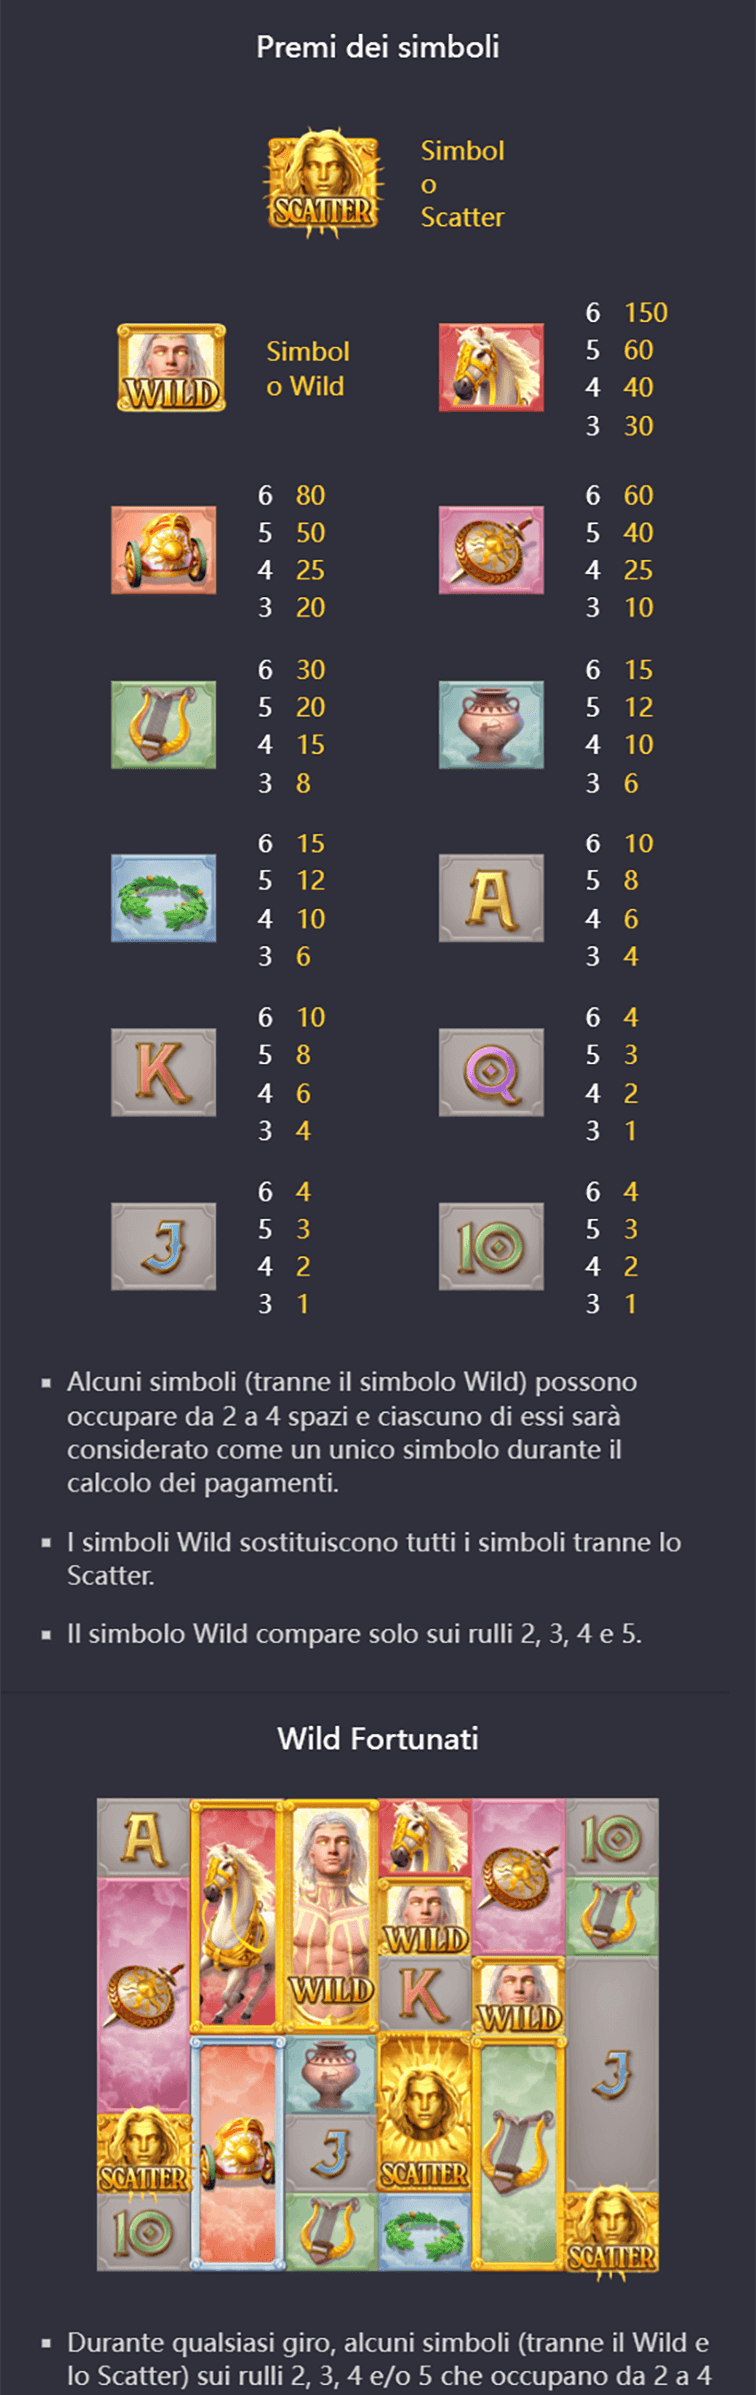 Premi dei simboli
SCATTER
Simbol
o
Scatter
WILD
Simbol
o Wild
6 150
5 60
4 40
3 30
6 80
5 50
4 25
3 20
6 60
5 40
4 25
3 10
6 30
5 20
4 15
3 8
6 15
5 12
4 10
3 6
6 15
5 12
4 10
3 6
A
6 10
5 8
6 4
3 4
K
6 10
5 8
4 6
3 4
Q
6 4
5 3
4 2
3 1
J
6 4
5 3
4 2
3 1
10
6 4
5 3
4 2
3 1
▪ Alcuni simboli (tranne il simbolo Wild) possono
occupare da 2 a 4 spazi e ciascuno di essi sarà
considerato come un unico simbolo durante il
calcolo dei pagamenti.
▪ I simboli Wild sostituiscono tutti i simboli tranne lo
Scatter.
▪ Il simbolo Wild compare solo sui rulli 2, 3, 4 e 5.
Wild Fortunati
A
10
WILD
WILD
K
WILD
J
SCATTER
J
SCATTER
10
SCATTER
▪ Durante qualsiasi giro, alcuni simboli (tranne il Wild e
lo Scatter) sui rulli 2, 3, 4 e/o 5 che occupano da 2 a 4